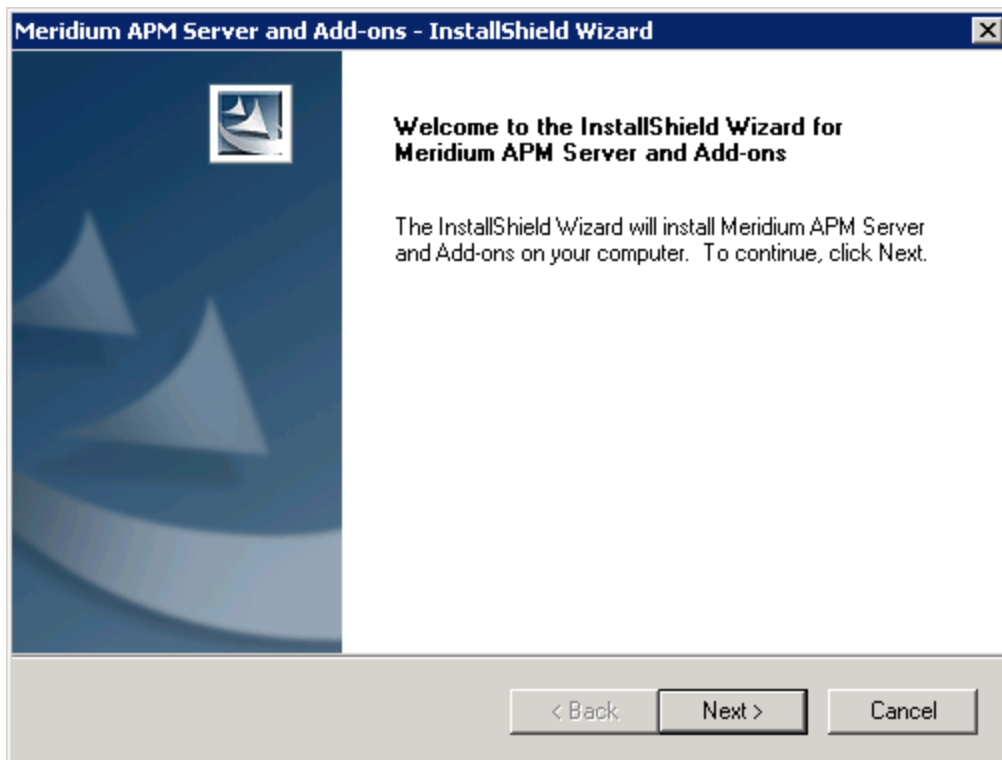 Meridium APM Server and Add-ons - InstallShield Wizard
Welcome to the InstallShield Wizard for
Meridium APM Server and Add-ons
The InstallShield Wizard will install Meridium APM Server
and Add-ons on your computer.  To continue, click Next.
< Back
Next >
Cancel